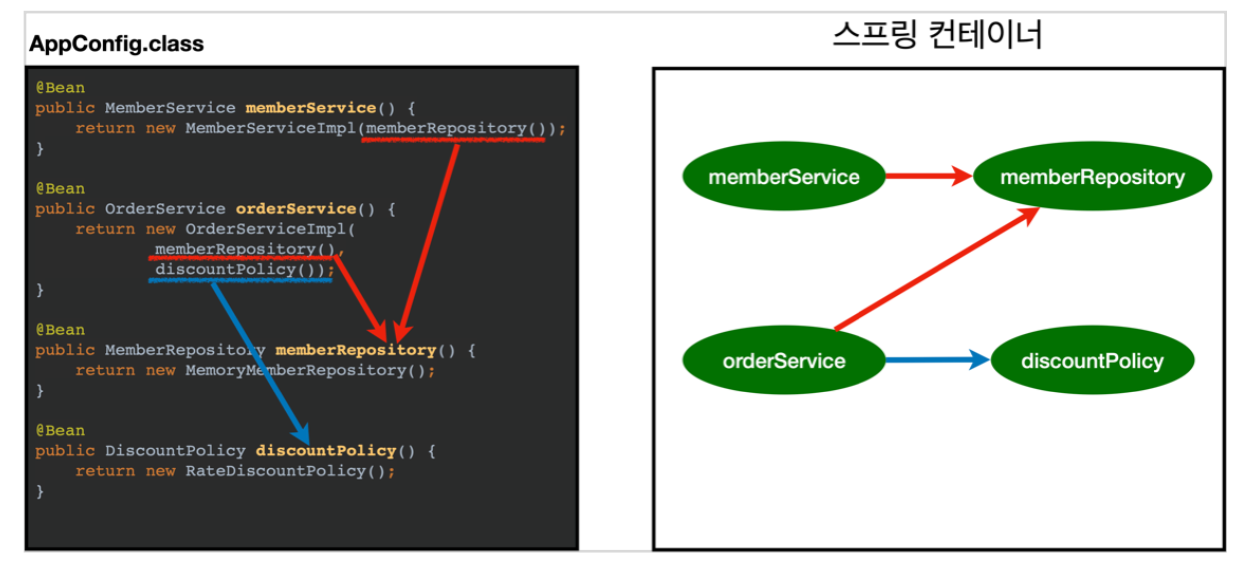 AppConfig.class
@Bean
public MemberService memberService() {
    return new MemberServiceImpl(memberRepository());
}
@Bean
public OrderService orderService() {
    return new OrderServiceImpl(
            memberRepository(),
            discountPolicy());
}
@Bean
public MemberRepository memberRepository() {
    return new MemoryMemberRepository();
}
@Bean
public DiscountPolicy discountPolicy() {
    return new RateDiscountPolicy();
}
스프링 컨테이너
memberService
memberRepository
orderService
discountPolicy